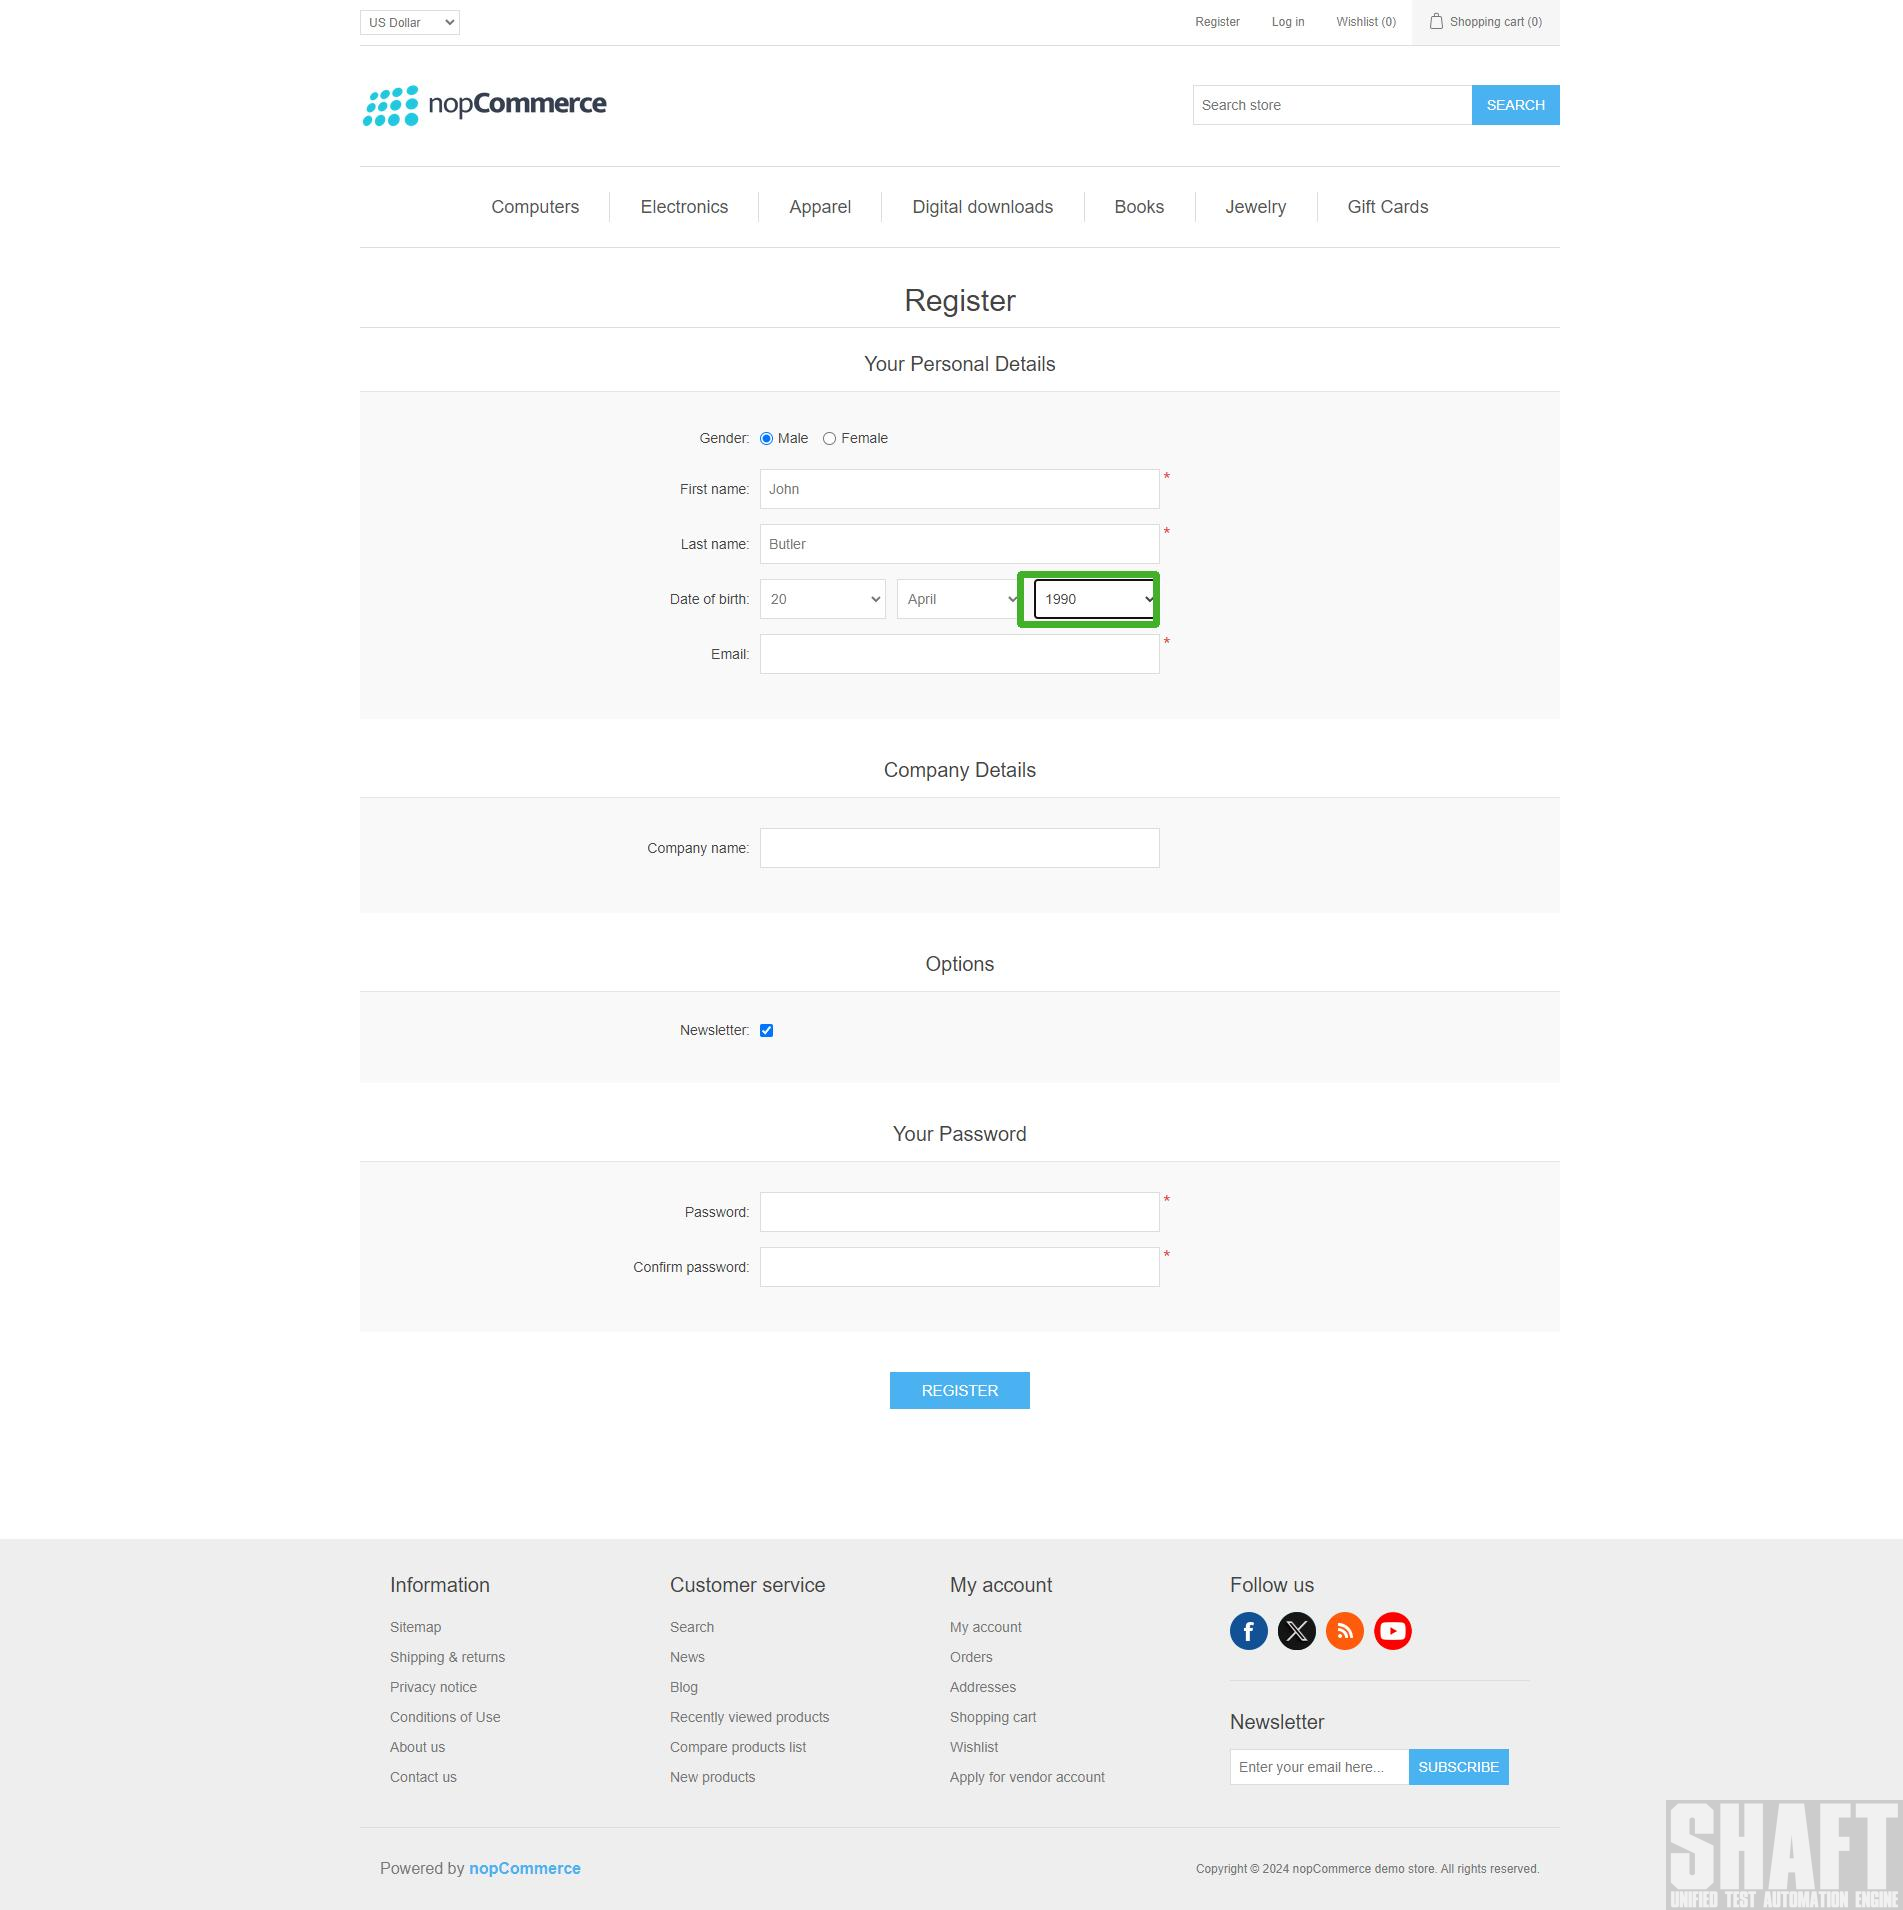 US Dollar
Register Log in Wishlist (0) Shopping cart (0)
nopCommerce
Search store SEARCH
Computers Electronics Apparel Digital downloads Books Jewelry Gift Cards
Register
Your Personal Details
Gender: Male Female
First name: John *
Last name: Butler *
Date of birth: 20 April 1990
Email: *
Company Details
Company name:
Options
Newsletter:
Your Password
Password: *
Confirm password: *
REGISTER
Information
Sitemap
Shipping & returns
Privacy notice
Conditions of Use
About us
Contact us
Customer service
Search
News
Blog
Recently viewed products
Compare products list
New products
My account
My account
Orders
Addresses
Shopping cart
Wishlist
Apply for vendor account
Follow us
Newsletter
Enter your email here... SUBSCRIBE
Powered by nopCommerce
Copyright © 2024 nopCommerce demo store. All rights reserved.
SHAFT
UNIFIED TEST AUTOMATION ENGINE